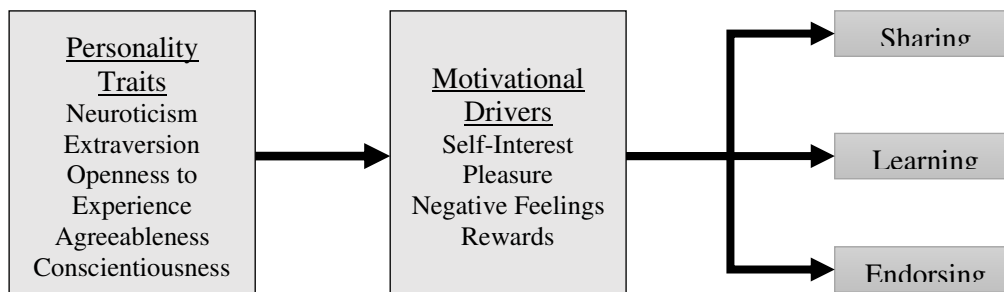 Personality
Traits
Neuroticism
Extraversion
Openness to
Experience
Agreeableness
Conscientiousness
Motivational
Drivers
Self-Interest
Pleasure
Negative Feelings
Rewards
Sharing
Learning
Endorsing